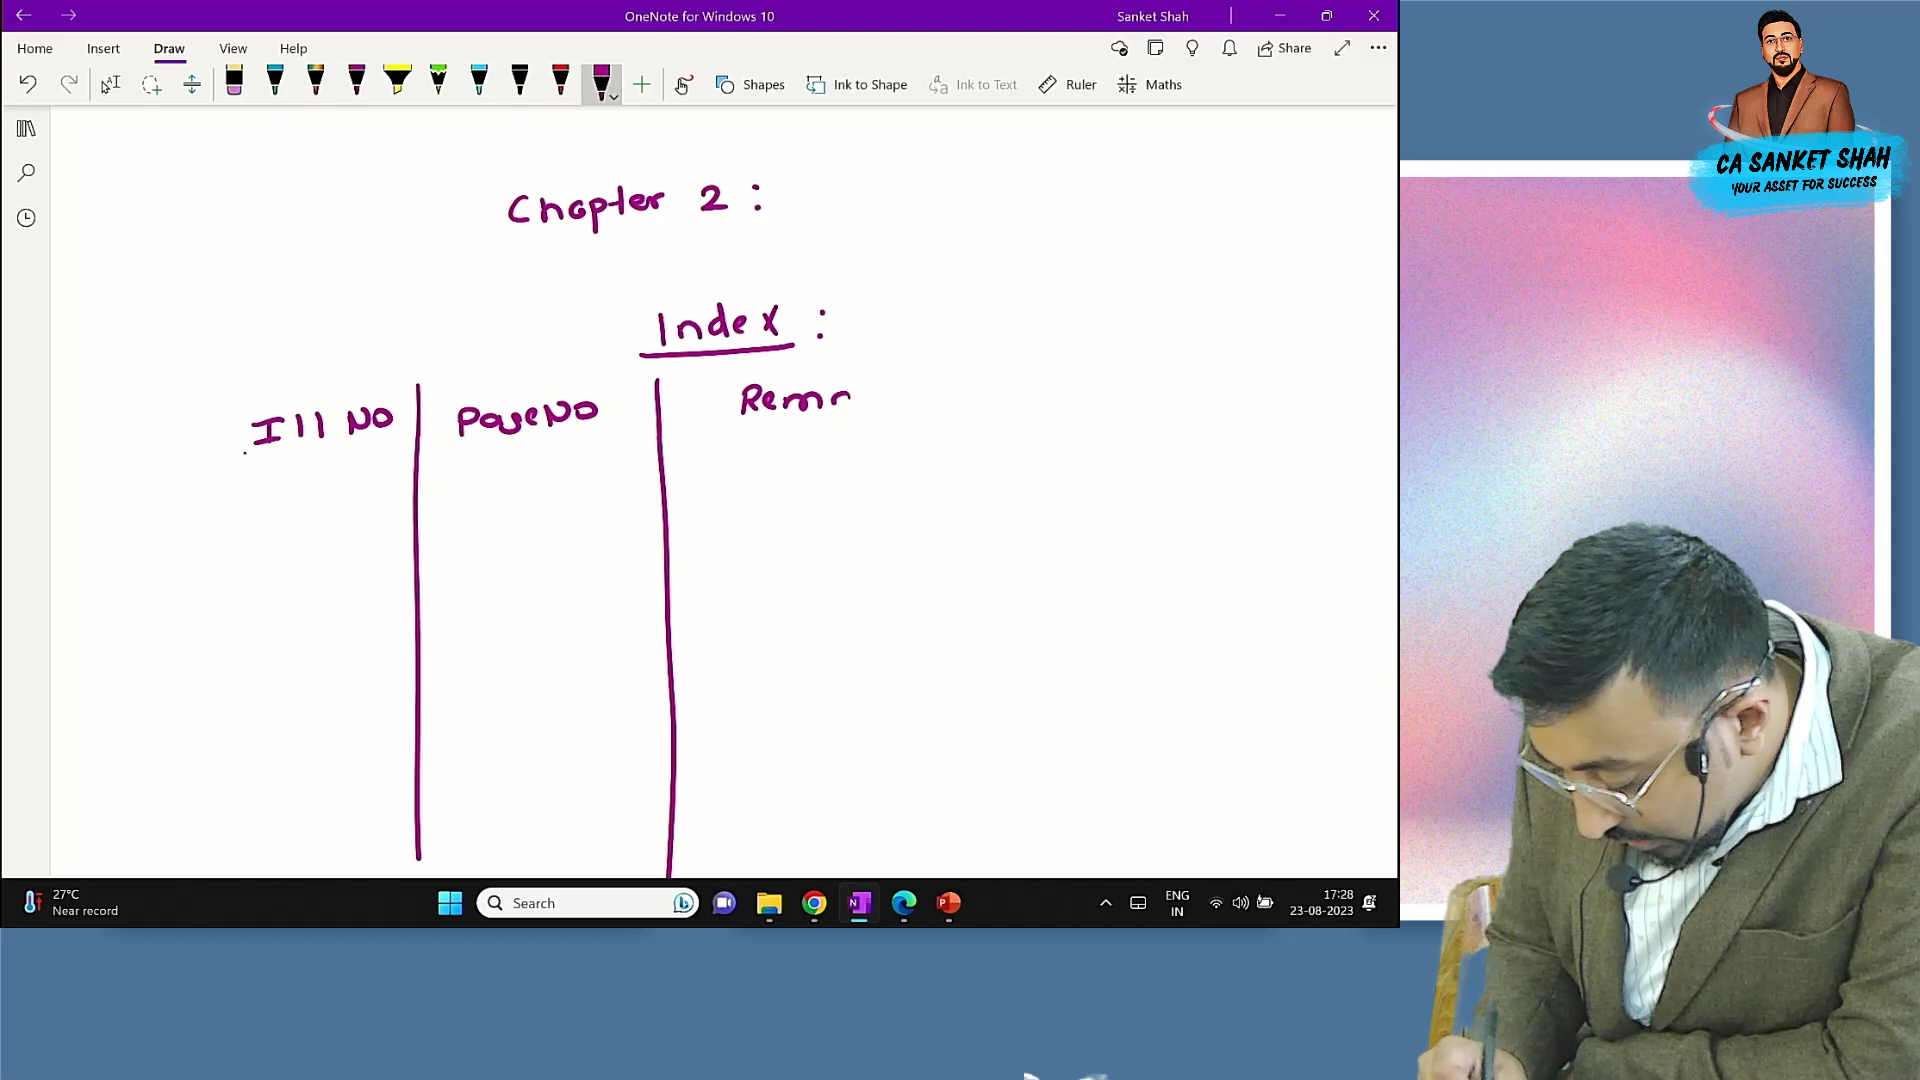 OneNote for Windows 10
Sanket Shah
Home Insert Draw View Help
Share
Shapes Ink to Shape Ink to Text Ruler Maths
CA SANKET SHAH
YOUR ASSET FOR SUCCESS
Chapter 2 :
Index :
Ill No Page No Remr
27°C
Near record
Search
ENG
IN
17:28
23-08-2023